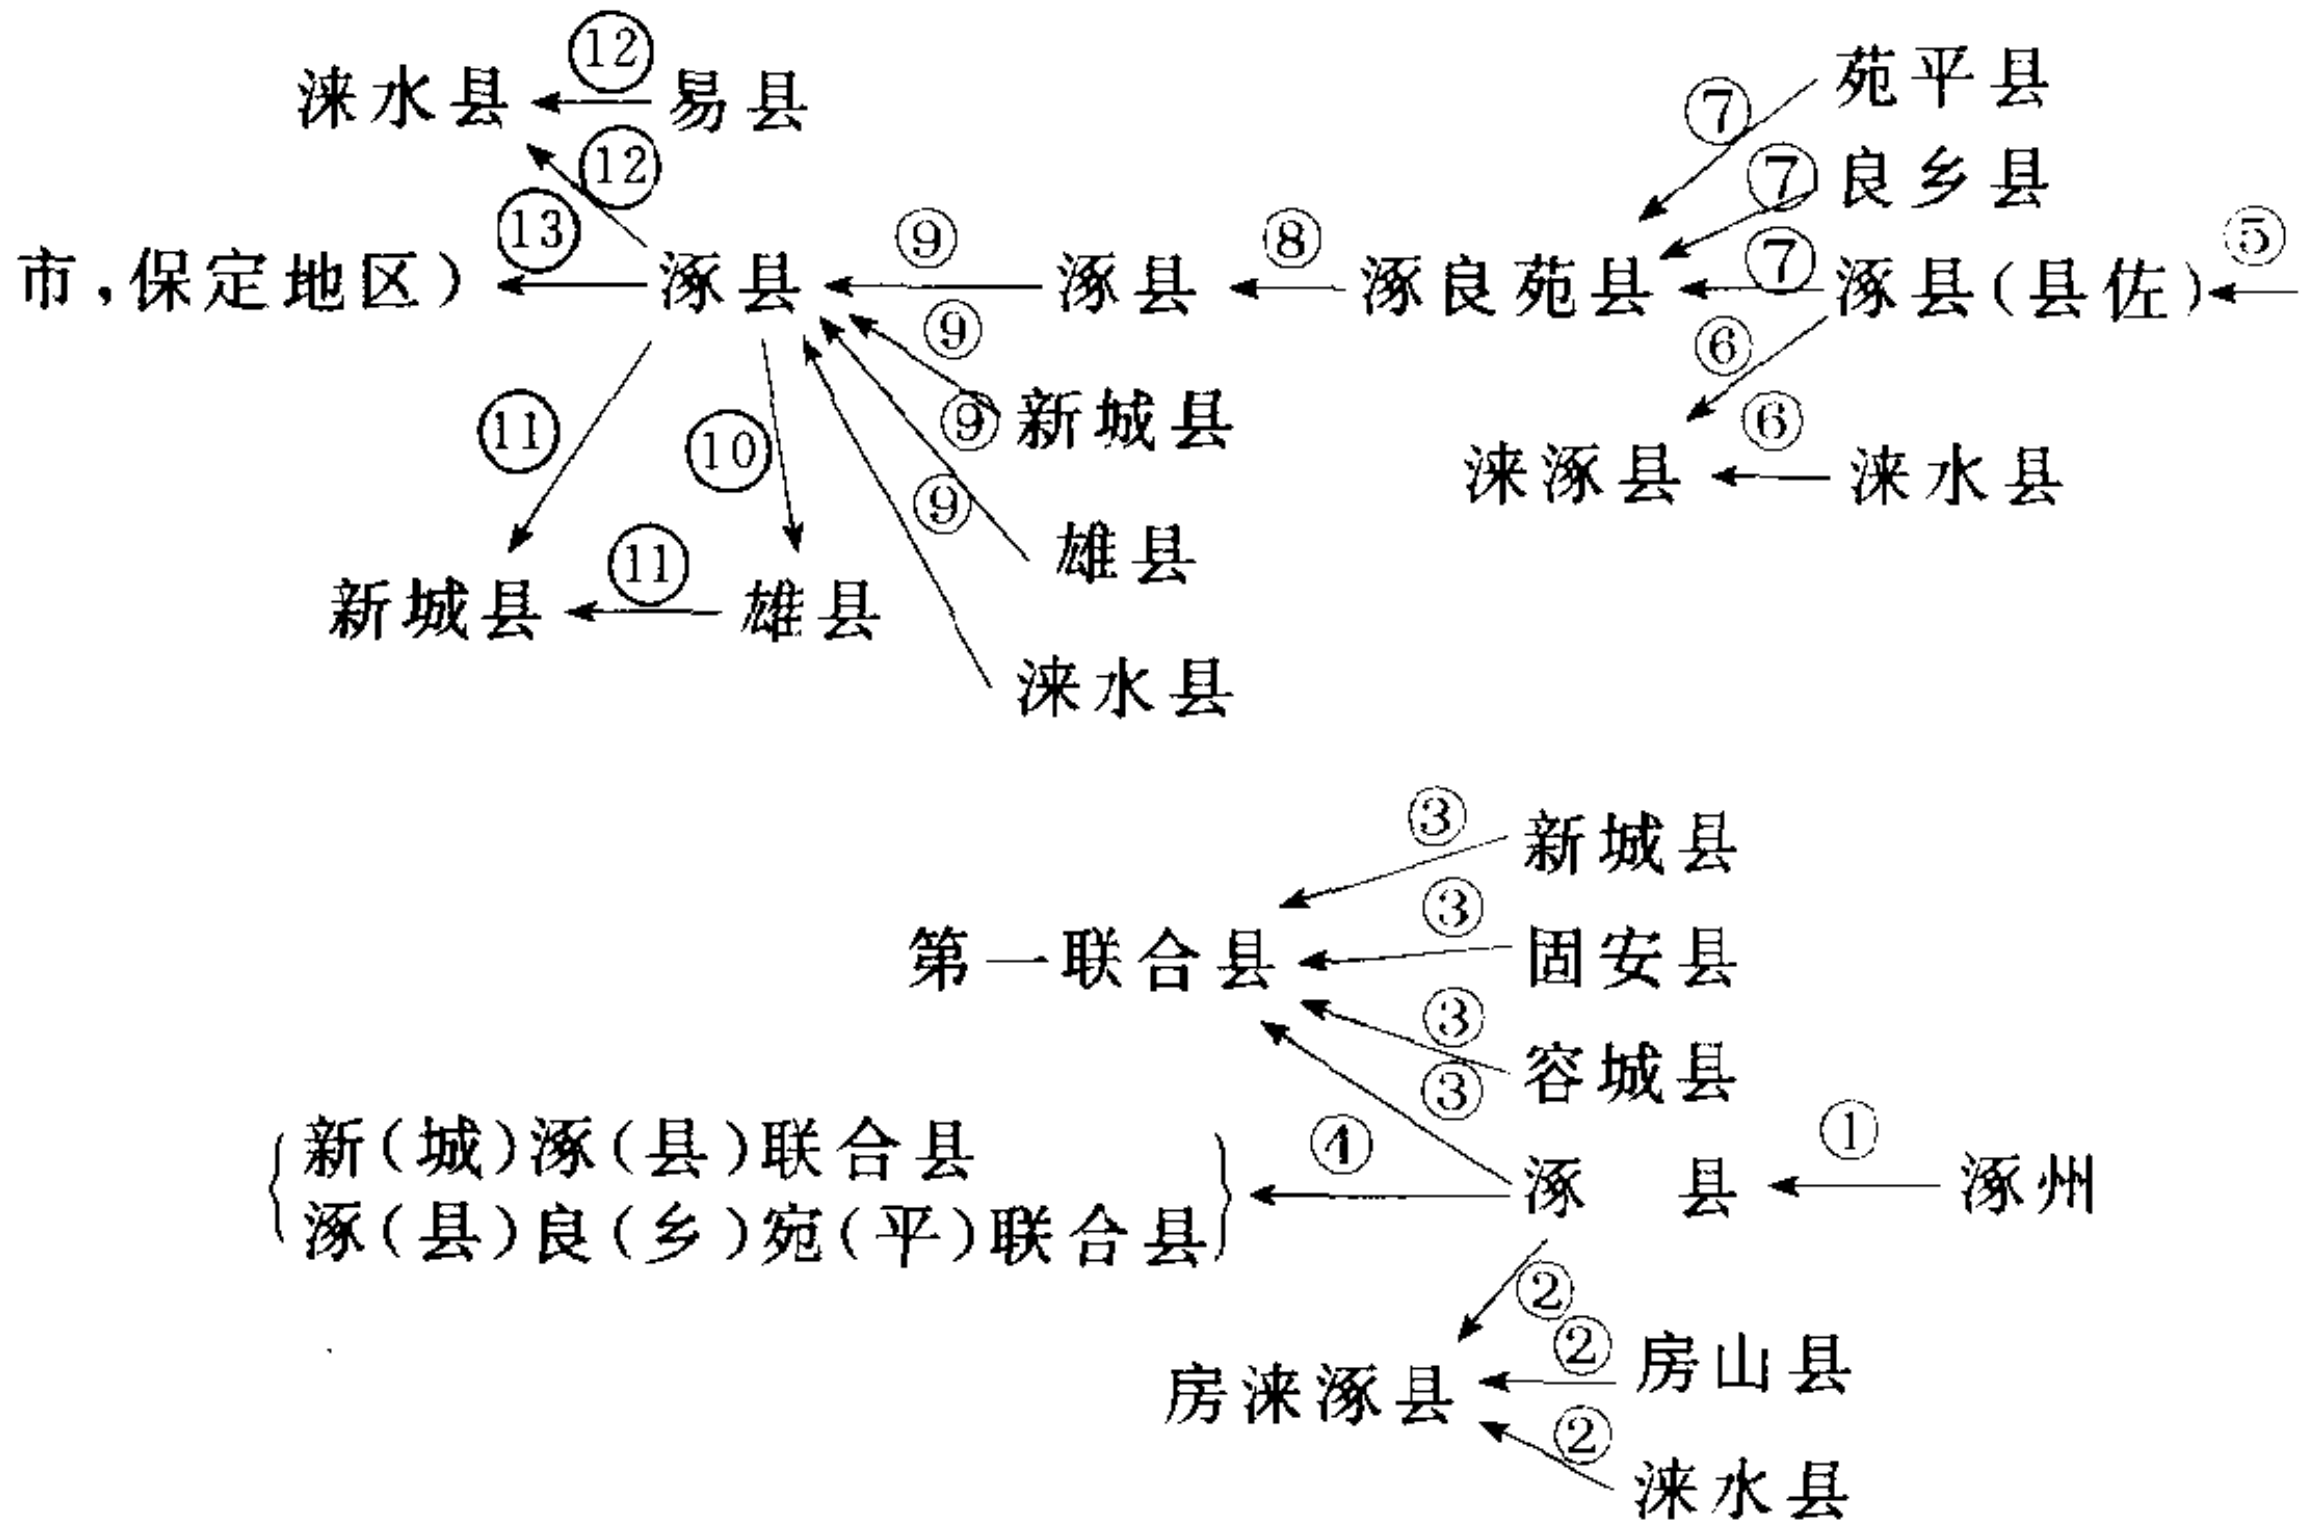 涞水县 ⑫ 易县
⑫
市,保定地区) ⑬ 涿县 ⑨ 涿县 ⑧ 涿良苑县 ⑦ 涿县(县佐) ⑤
⑦ 苑平县
⑦ 良乡县
⑥
涞涿县 ⑥ 涞水县
⑨ 新城县
⑨ 雄县
⑨ 涞水县
⑪ ⑩
新城县 ⑪ 雄县
③ 新城县
第一联合县 ③ 固安县
③ 容城县
③
新(城)涿(县)联合县
涿(县)良(乡)宛(平)联合县
④ 涿 县 ① 涿州
②
房涞涿县 ② 房山县
② 涞水县